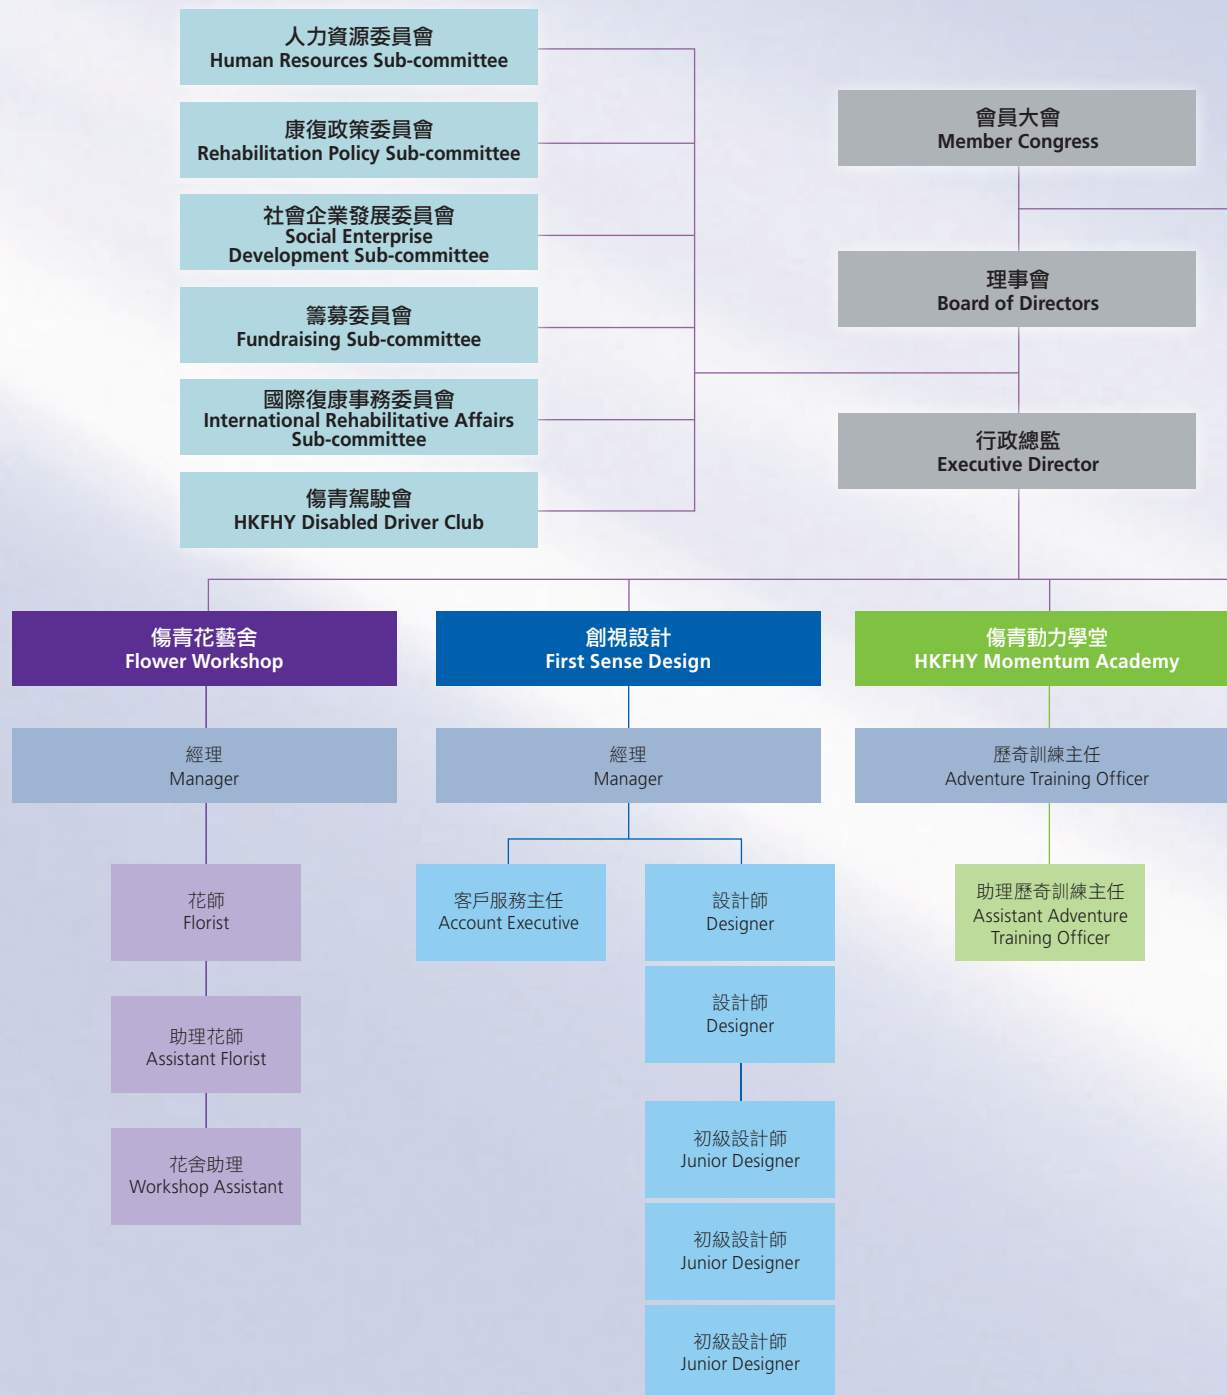 人力資源委員會
Human Resources Sub-committee
康復政策委員會
Rehabilitation Policy Sub-committee
社會企業發展委員會
Social Enterprise
Development Sub-committee
籌募委員會
Fundraising Sub-committee
國際復康事務委員會
International Rehabilitative Affairs
Sub-committee
傷青駕駛會
HKFHY Disabled Driver Club
會員大會
Member Congress
理事會
Board of Directors
行政總監
Executive Director
傷青花藝舍
Flower Workshop
經理
Manager
花師
Florist
助理花師
Assistant Florist
花舍助理
Workshop Assistant
創視設計
First Sense Design
經理
Manager
客戶服務主任
Account Executive
設計師
Designer
設計師
Designer
初級設計師
Junior Designer
初級設計師
Junior Designer
初級設計師
Junior Designer
傷青動力學堂
HKFHY Momentum Academy
歷奇訓練主任
Adventure Training Officer
助理歷奇訓練主任
Assistant Adventure
Training Officer